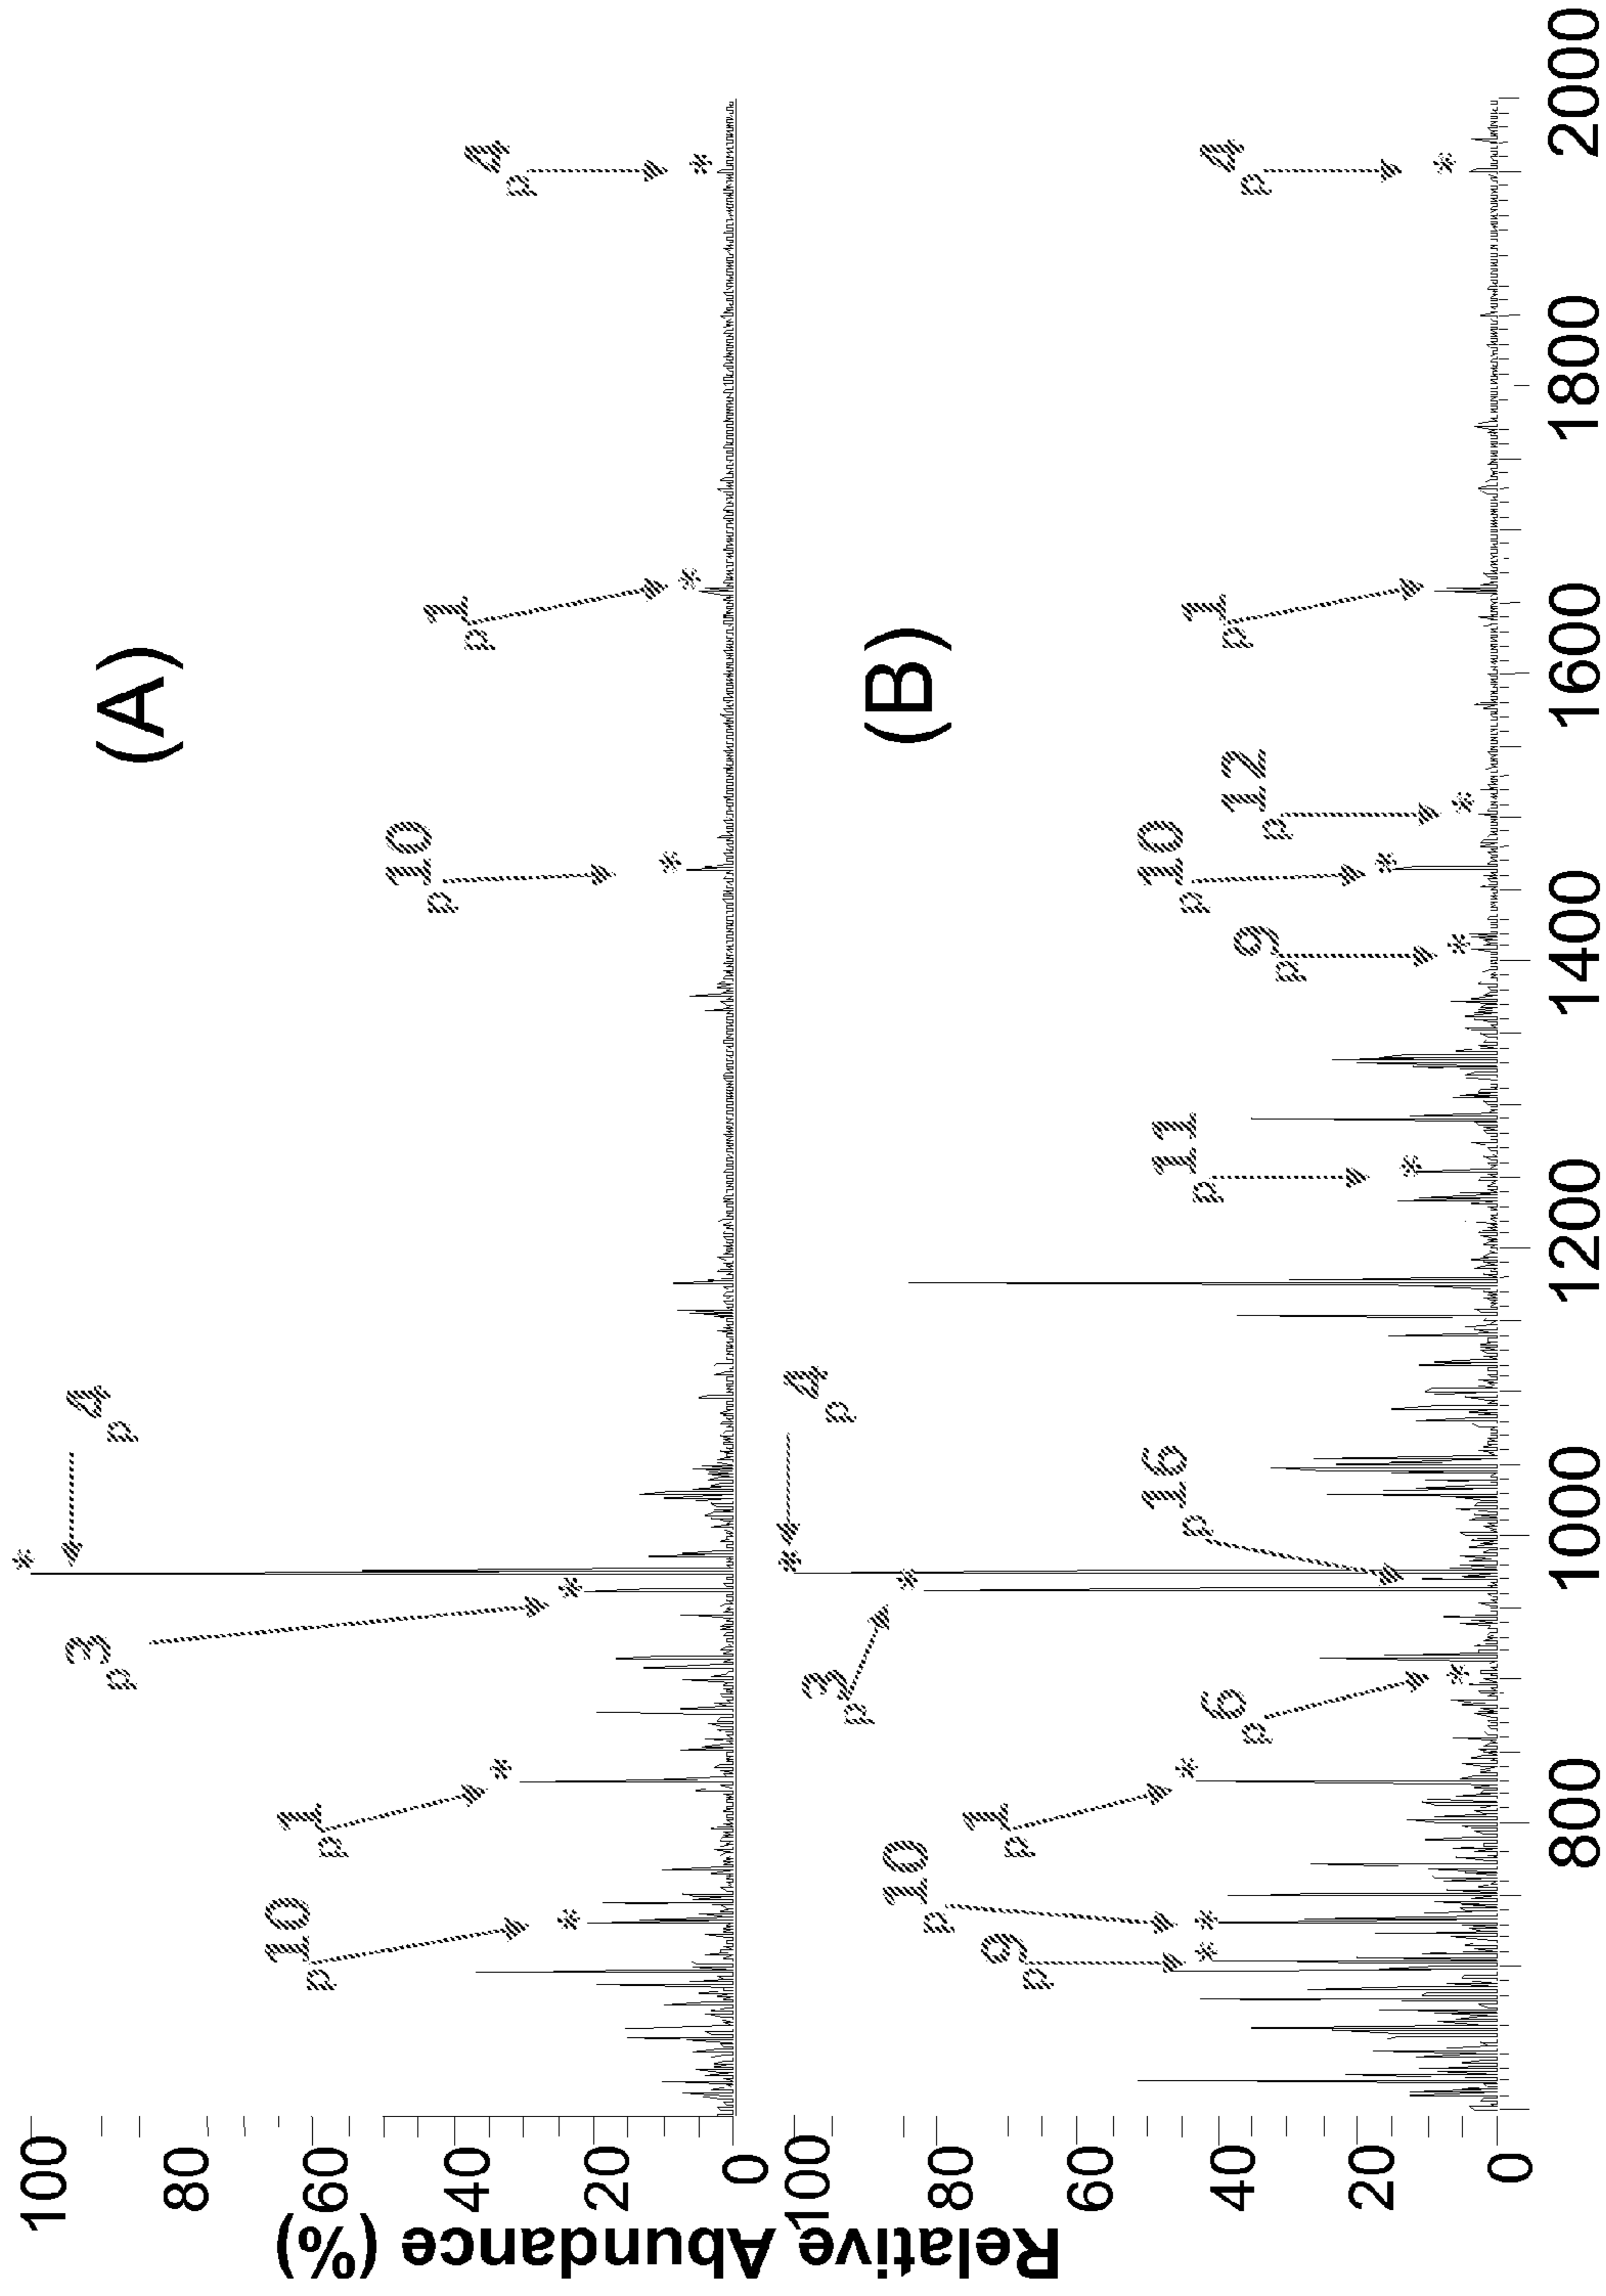 Relative Abundance (%)
(A)
100
80
60
40
20
0
p10
p1
p3
p4
p10
p1
p4
*
*
*
*
*
*
*
(B)
100
80
60
40
20
0
p9
p10
p1
p6
p3
p4
p16
p11
p9
p10
p12
p1
p4
*
*
*
*
*
*
*
*
*
*
*
800
1000
1200
1400
1600
1800
2000